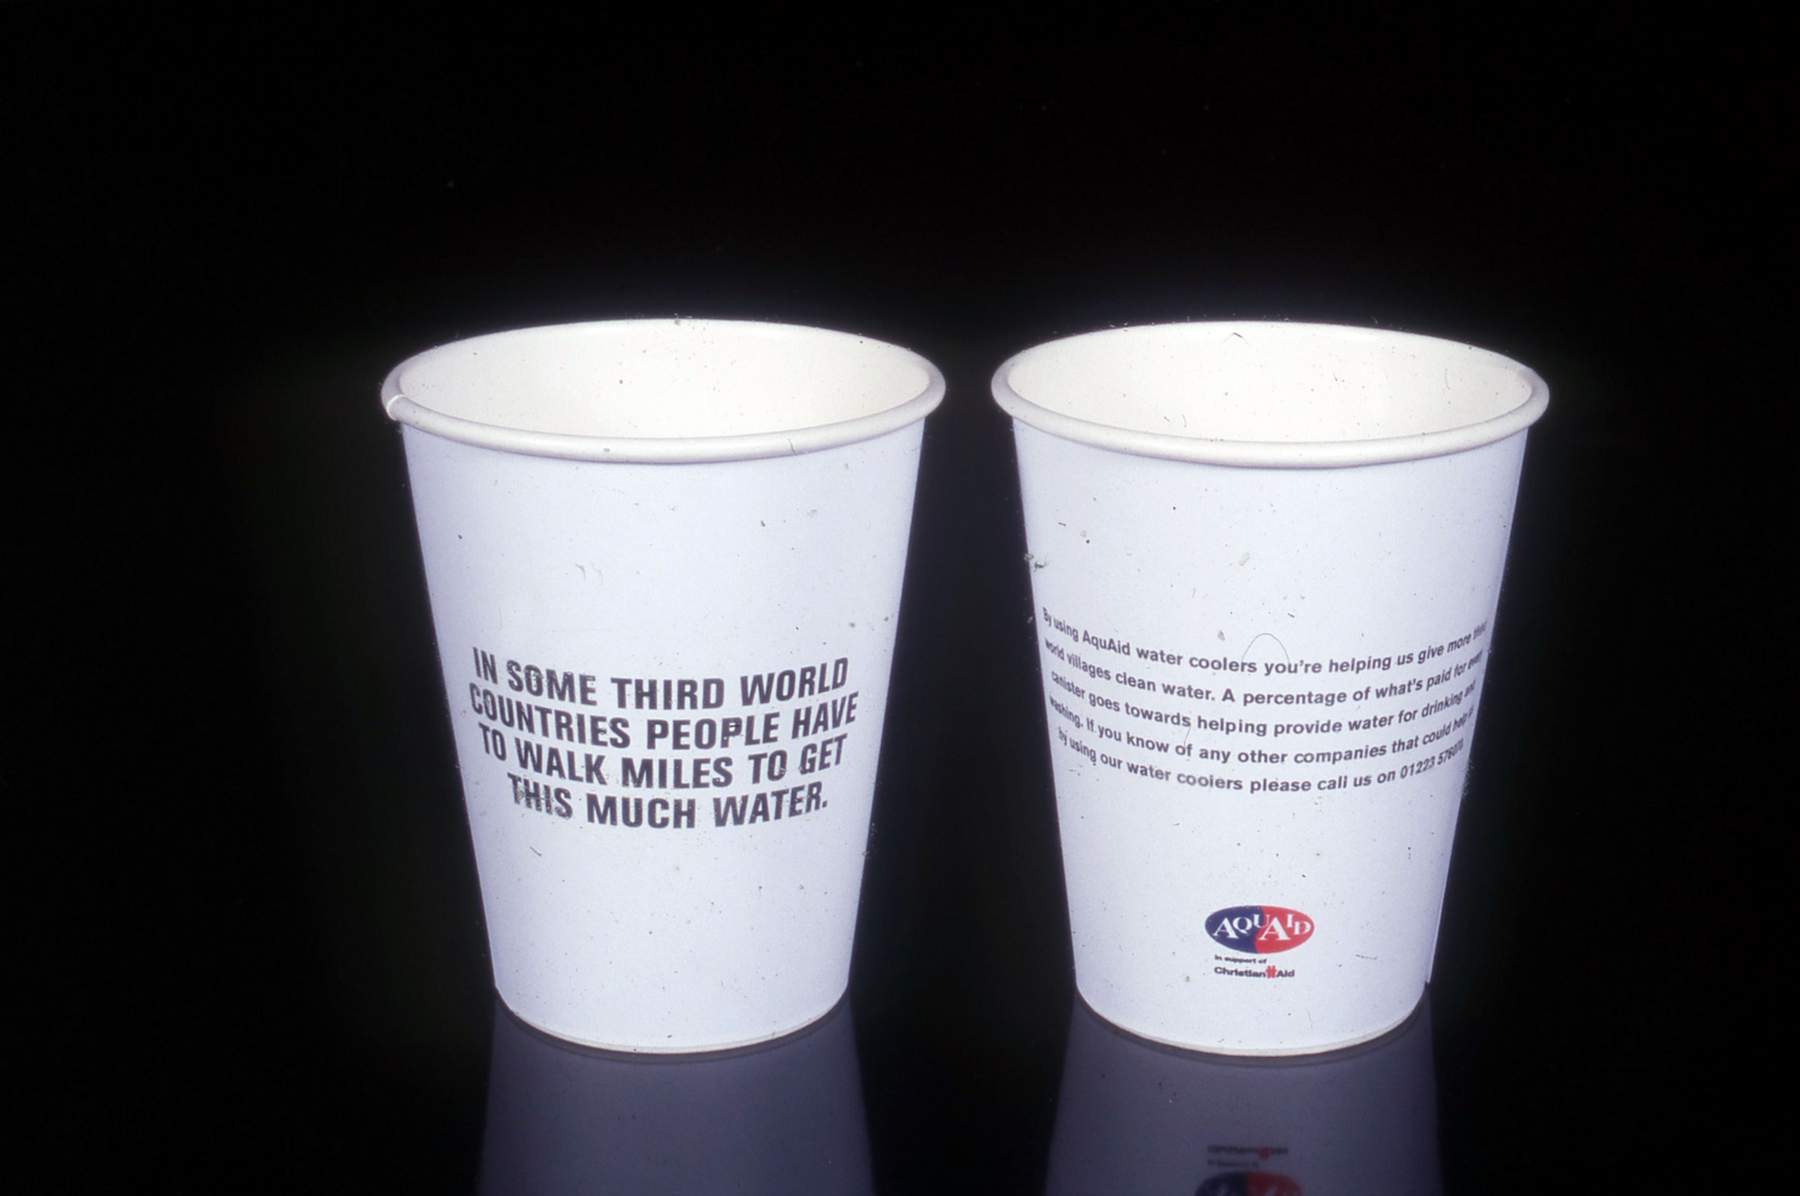 IN SOME THIRD WORLD
COUNTRIES PEOPLE HAVE
TO WALK MILES TO GET
THIS MUCH WATER.
By using AquAid water coolers you're helping us give more third
world villages clean water. A percentage of what's paid for every
canister goes towards helping provide water for drinking and
washing. If you know of any other companies that could help us
by using our water coolers please call us on 01223
AQUAID
in support of
Christian Aid